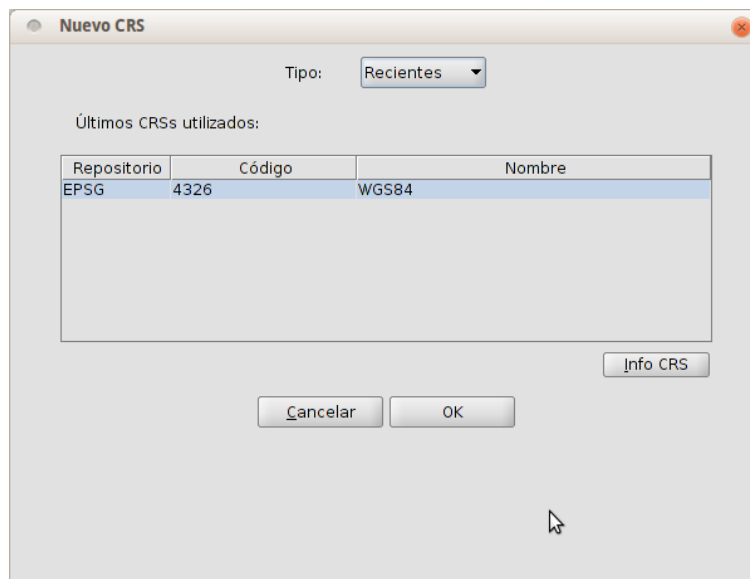 Nuevo CRS
Tipo: Recientes
Últimos CRSs utilizados:
Repositorio Código Nombre
EPSG 4326 WGS84
Info CRS
Cancelar OK